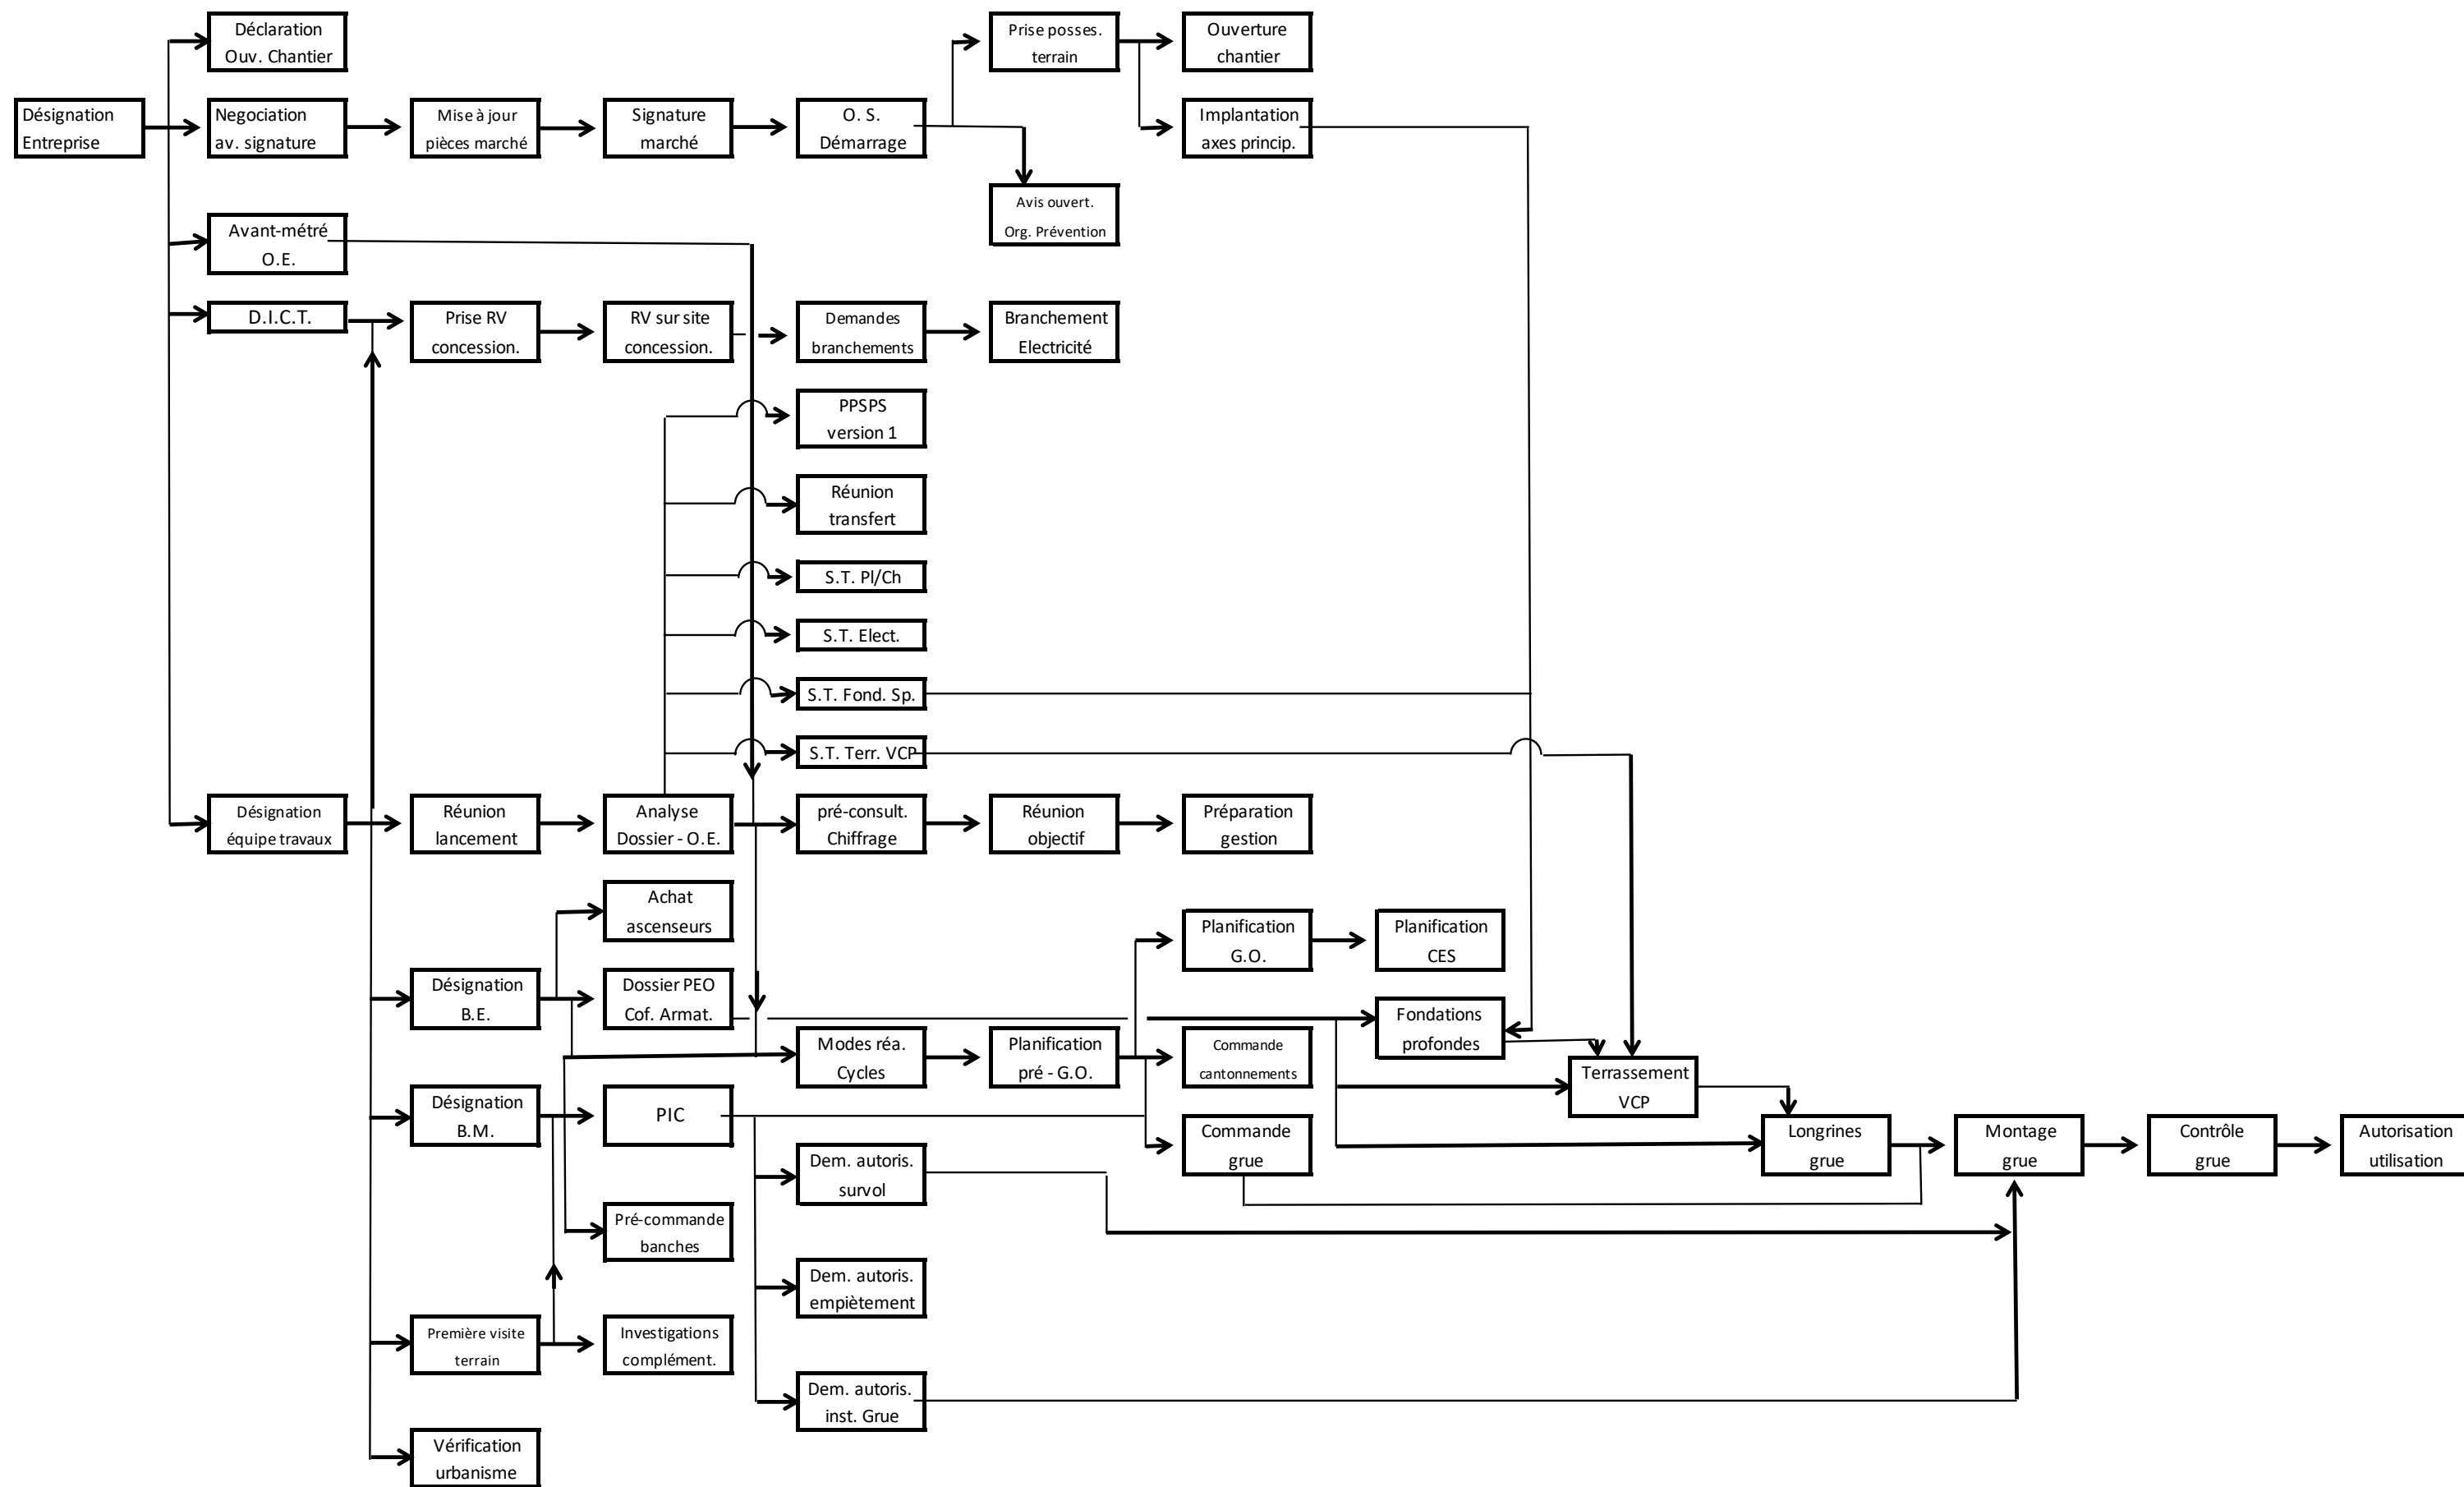 Déclaration
Ouv. Chantier
Prise posses.
terrain
Ouverture
chantier
Désignation
Entreprise
Negociation
av. signature
Mise à jour
pièces marché
Signature
marché
O. S.
Démarrage
Implantation
axes princip.
Avis ouvert.
Org. Prévention
Avant-métré
O.E.
D.I.C.T.
Prise RV
concession.
RV sur site
concession.
Demandes
branchements
Branchement
Electricité
PPSPS
version 1
Réunion
transfert
S.T. Pl/Ch
S.T. Elect.
S.T. Fond. Sp.
S.T. Terr. VCP
Désignation
équipe travaux
Réunion
lancement
Analyse
Dossier - O.E.
pré-consult.
Chiffrage
Réunion
objectif
Préparation
gestion
Achat
ascenseurs
Planification
G.O.
Planification
CES
Désignation
B.E.
Dossier PEO
Cof. Armat.
Fondations
profondes
Modes réa.
Cycles
Planification
pré - G.O.
Commande
cantonnements
Terrassement
VCP
Désignation
B.M.
PIC
Commande
grue
Longrines
grue
Montage
grue
Contrôle
grue
Autorisation
utilisation
Dem. autoris.
survol
Pré-commande
banches
Dem. autoris.
empiètement
Première visite
terrain
Investigations
complément.
Dem. autoris.
inst. Grue
Vérification
urbanisme